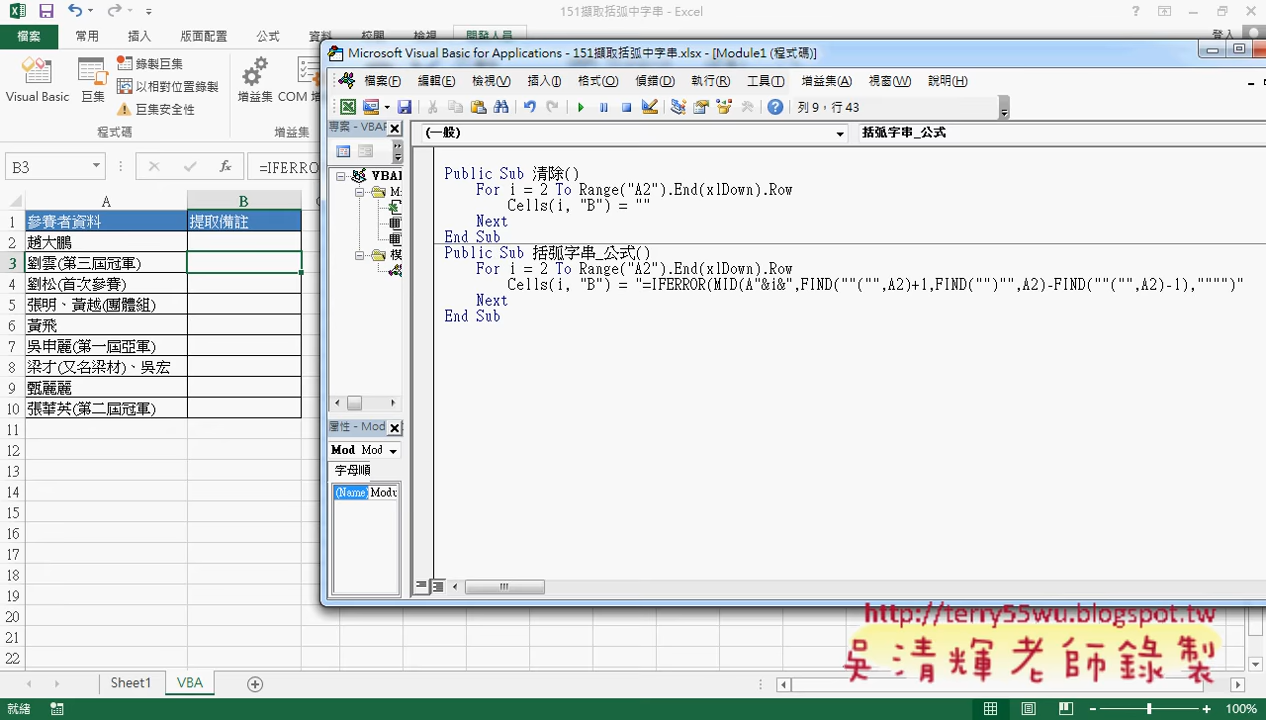 151擷取括弧中字串 - Excel
檔案 常用 插入 版面配置 公式 資料 校閱 檢視 開發人員 登入
Visual Basic 巨集 錄製巨集 以相對位置錄製 巨集安全性 增益集
程式碼 增益集
Microsoft Visual Basic for Applications - 151擷取括弧中字串.xlsx - [Module1 (程式碼)]
檔案(F) 編輯(E) 檢視(V) 插入(I) 格式(O) 偵錯(D) 執行(R) 工具(T) 增益集(A) 視窗(W) 說明(H)
列 9，行 43
專案 - VBAP
(一般) 括弧字串_公式
B3 =IFERRO
A B
1 參賽者資料 提取備註
2 趙大鵬
3 劉雲(第三屆冠軍)
4 劉松(首次參賽)
5 張明、黃越(團體組)
6 黃飛
7 吳申麗(第一屆亞軍)
8 梁才(又名梁材)、吳宏
9 甄麗麗
10 張華英(第二屆冠軍)
11
12
13
14
15
16
17
18
19
20
21
22
Public Sub 清除()
For i = 2 To Range("A2").End(xlDown).Row
Cells(i, "B") = ""
Next
End Sub
Public Sub 括弧字串_公式()
For i = 2 To Range("A2").End(xlDown).Row
Cells(i, "B") = "=IFERROR(MID(A"&i&",FIND(""("",A2)+1,FIND("")"",A2)-FIND(""("",A2)-1),"""")"
Next
End Sub
屬性 - Mod
Mod Mod
字母順
(Name) Modu
http://terry55wu.blogspot.tw
吳清輝老師錄製
Sheet1 VBA
就緒 100%